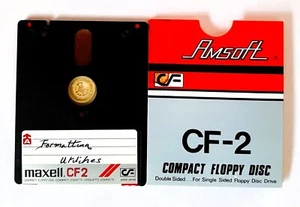 Formatting
Utilities
maxell. CF2
Amsoft
CF
CF-2
COMPACT FLOPPY DISC
Double Sided ... For Single Sided Floppy Disc Drive